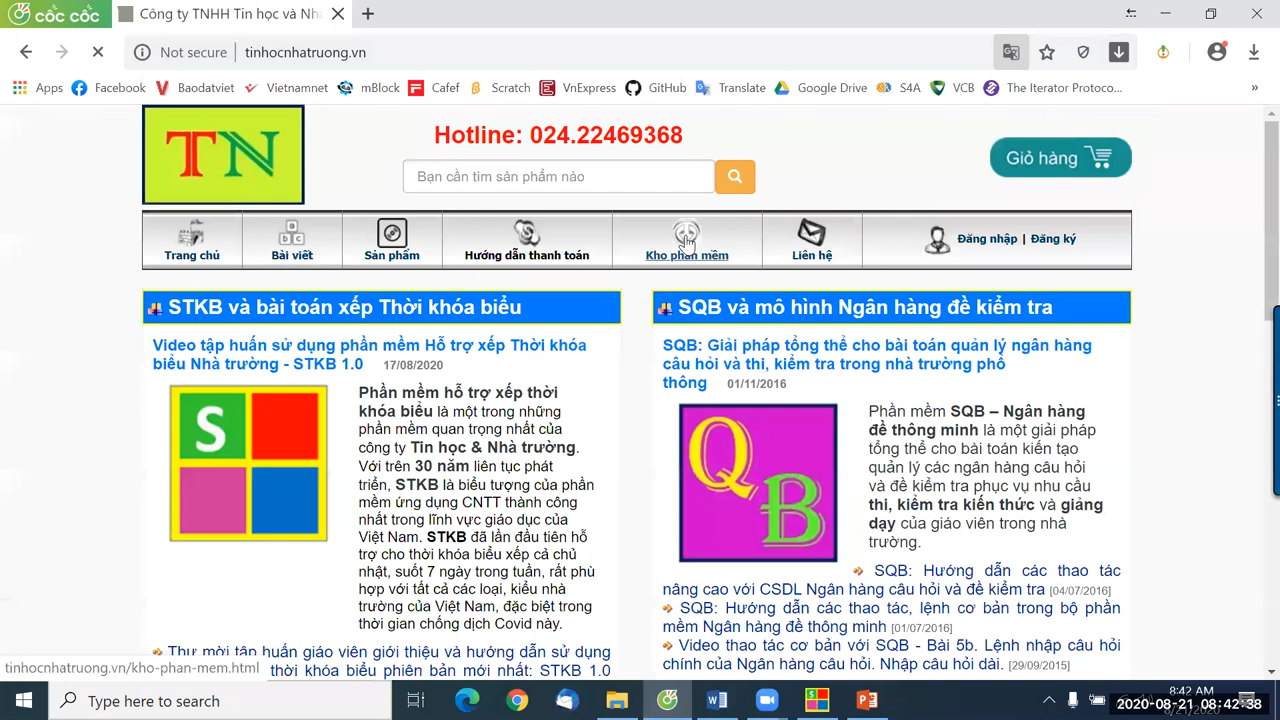 cốc cốc
Công ty TNHH Tin học và Nhà
Not secure | tinhocnhatruong.vn
Apps Facebook Baodatviet Vietnamnet mBlock Cafef Scratch VnExpress GitHub Translate Google Drive S4A VCB The Iterator Protoco... »
TN
Hotline: 024.22469368
Bạn cần tìm sản phẩm nào
Giỏ hàng
Trang chủ Bài viết Sản phẩm Hướng dẫn thanh toán Kho phần mềm Liên hệ Đăng nhập | Đăng ký
STKB và bài toán xếp Thời khóa biểu
Video tập huấn sử dụng phần mềm Hỗ trợ xếp Thời khóa
biểu Nhà trường - STKB 1.0 17/08/2020
S
Phần mềm hỗ trợ xếp thời
khóa biểu là một trong những
phần mềm quan trọng nhất của
công ty Tin học & Nhà trường.
Với trên 30 năm liên tục phát
triển, STKB là biểu tượng của phần
mềm ứng dụng CNTT thành công
nhất trong lĩnh vực giáo dục của
Việt Nam. STKB đã lần đầu tiên hỗ
trợ cho thời khóa biểu xếp cả chủ
nhật, suốt 7 ngày trong tuần, rất phù
hợp với tất cả các loại, kiểu nhà
trường của Việt Nam, đặc biệt trong
thời gian chống dịch Covid này.
Thư mời tập huấn giáo viên giới thiệu và hướng dẫn sử dụng
thời khóa biểu phiên bản mới nhất: STKB 1.0
SQB và mô hình Ngân hàng đề kiểm tra
SQB: Giải pháp tổng thể cho bài toán quản lý ngân hàng
câu hỏi và thi, kiểm tra trong nhà trường phổ
thông 01/11/2016
QB
Phần mềm SQB – Ngân hàng
đề thông minh là một giải pháp
tổng thể cho bài toán kiến tạo
quản lý các ngân hàng câu hỏi
và đề kiểm tra phục vụ nhu cầu
thi, kiểm tra kiến thức và giảng
dạy của giáo viên trong nhà
trường.
SQB: Hướng dẫn các thao tác
nâng cao với CSDL Ngân hàng câu hỏi và đề kiểm tra [04/07/2016]
SQB: Hướng dẫn các thao tác, lệnh cơ bản trong bộ phần
mềm Ngân hàng đề thông minh [01/07/2016]
Video thao tác cơ bản với SQB - Bài 5b. Lệnh nhập câu hỏi
chính của Ngân hàng câu hỏi. Nhập câu hỏi dài. [29/09/2015]
tinhocnhatruong.vn/kho-phan-mem.html
Type here to search
8:42 AM
8/21/2020
2020-08-21 08:42:38